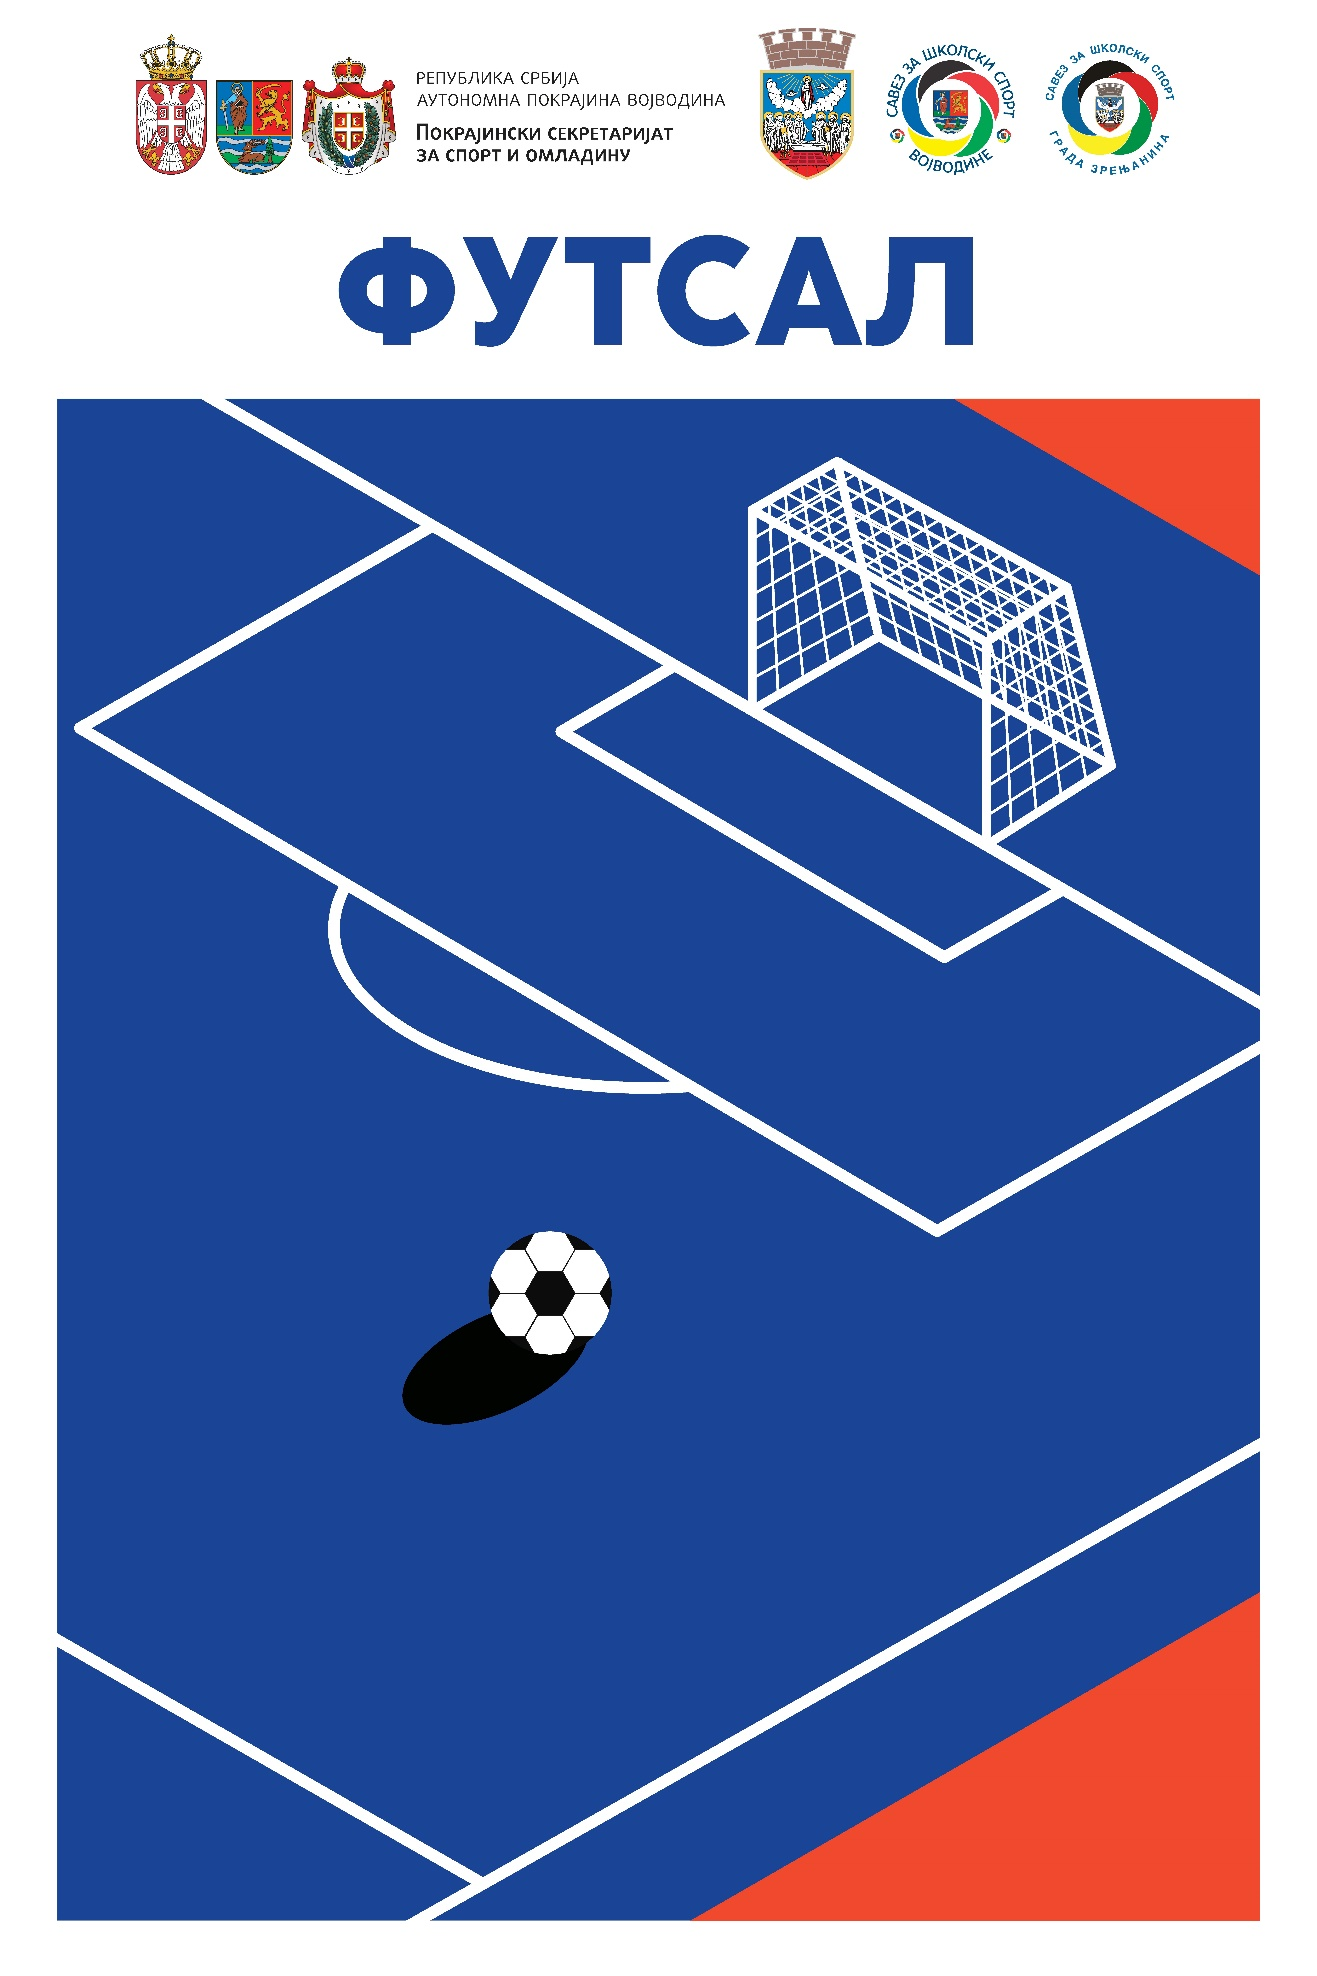 РЕПУБЛИКА СРБИЈА
АУТОНОМНА ПОКРАЈИНА ВОЈВОДИНА
ПОКРАЈИНСКИ СЕКРЕТАРИЈАТ
ЗА СПОРТ И ОМЛАДИНУ
САВЕЗ ЗА ШКОЛСКИ СПОРТ
ВОЈВОДИНЕ
САВЕЗ ЗА ШКОЛСКИ СПОРТ
ГРАДА ЗРЕЊАНИНА
ФУТСАЛ